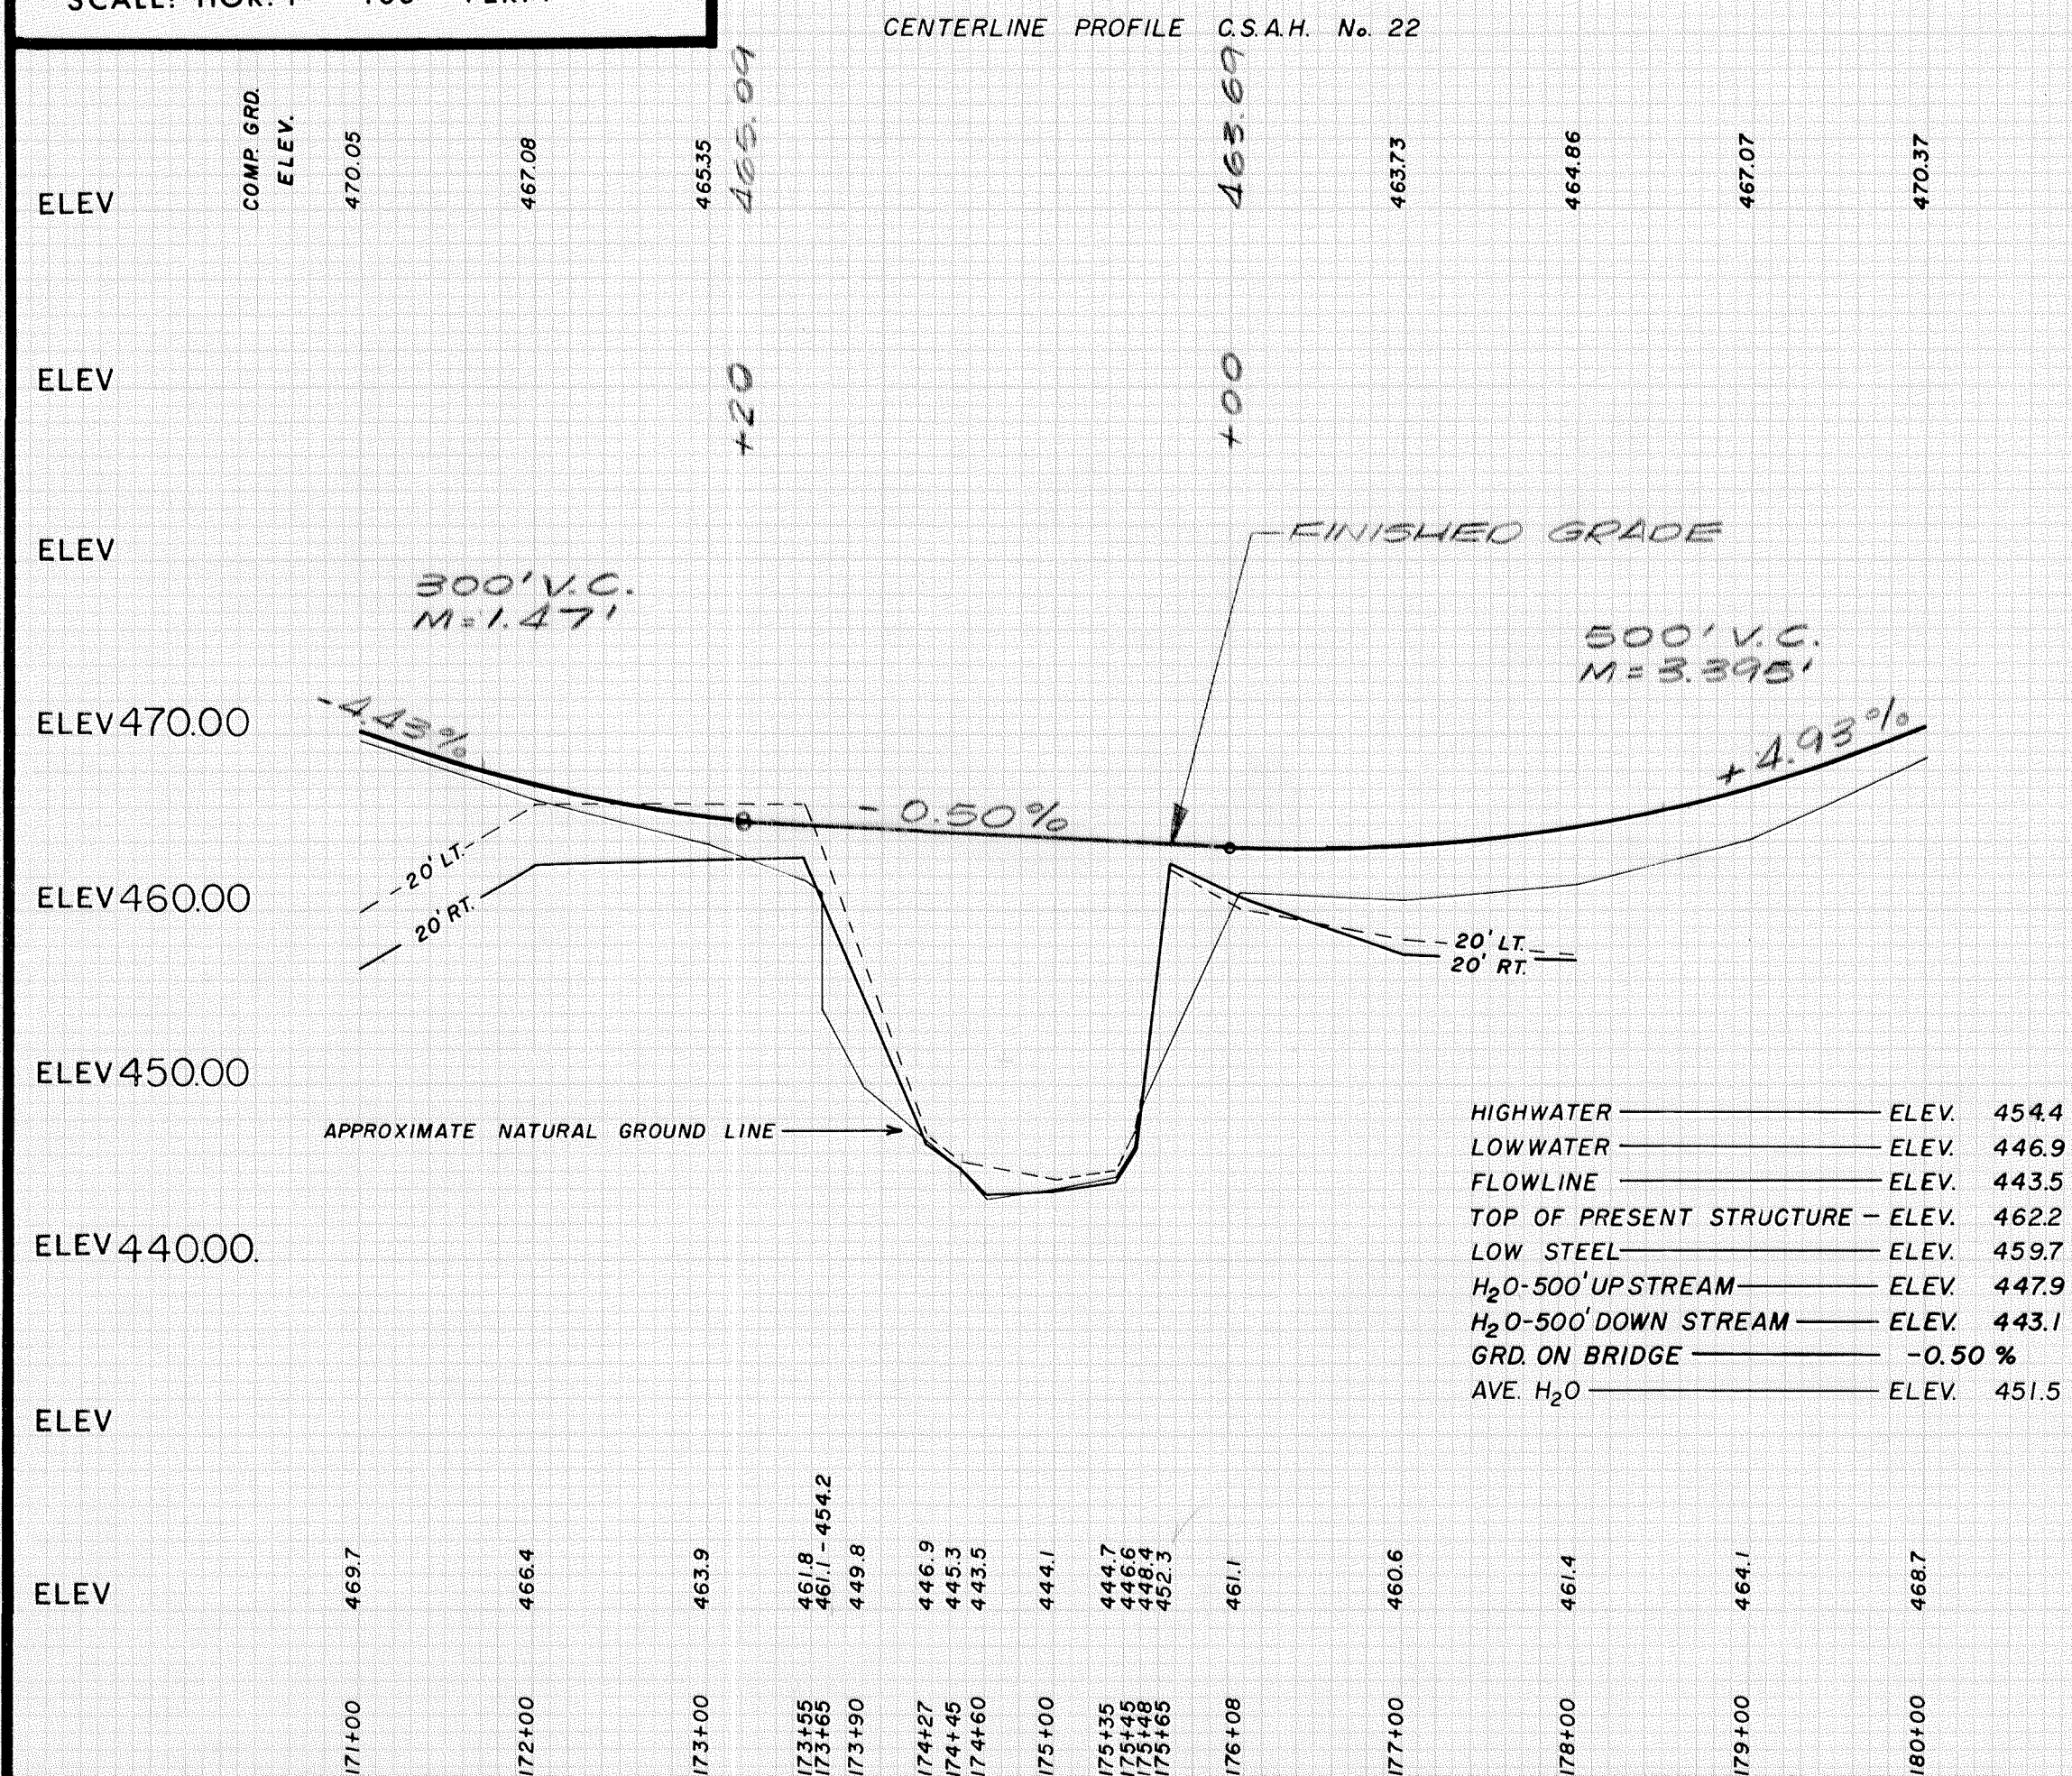 CENTERLINE PROFILE C.S.A.H. No. 22
COMP. GRD.
ELEV.
470.05
467.08
465.35
465.09
463.69
463.73
464.86
467.07
470.37
ELEV
ELEV
+20
+00
ELEV
FINISHED GRADE
300' V.C.
M=1.47'
500' V.C.
M=3.395'
ELEV 470.00
-4.43%
- 0.50%
+4.93%
20' LT.
ELEV 460.00
20' RT.
20' LT.
20' RT.
ELEV 450.00
APPROXIMATE NATURAL GROUND LINE
HIGHWATER ELEV. 454.4
LOWWATER ELEV. 446.9
FLOWLINE ELEV. 443.5
TOP OF PRESENT STRUCTURE - ELEV. 462.2
ELEV 440.00.
LOW STEEL ELEV. 459.7
H2O-500' UPSTREAM ELEV. 447.9
H2O-500' DOWN STREAM ELEV. 443.1
GRD. ON BRIDGE -0.50 %
AVE. H2O ELEV. 451.5
ELEV
ELEV
469.7
466.4
463.9
461.8
461.1 - 454.2
449.8
446.9
445.3
443.5
444.1
444.7
446.6
448.4
452.3
461.1
460.6
461.4
464.1
468.7
171+00
172+00
173+00
173+55
173+65
173+90
174+27
174+45
174+60
175+00
175+35
175+45
175+48
175+65
176+08
177+00
178+00
179+00
180+00